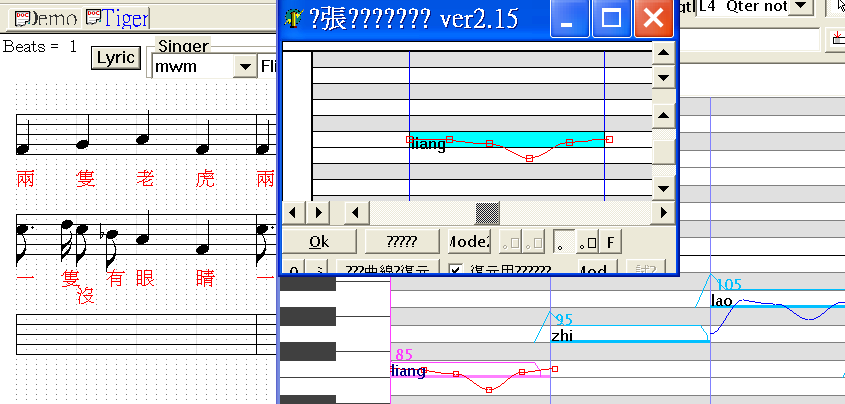 Demo
Tiger
Beats = 1
Lyric
Singer
mwm
Fli
兩 隻 老 虎 兩
一 隻 有 眼 睛 一
沒
?張??????? ver2.15
liang
Ok
?????
F
???曲線?復元
復元用??????
L4 Qter not
105
lao
95
zhi
85
liang